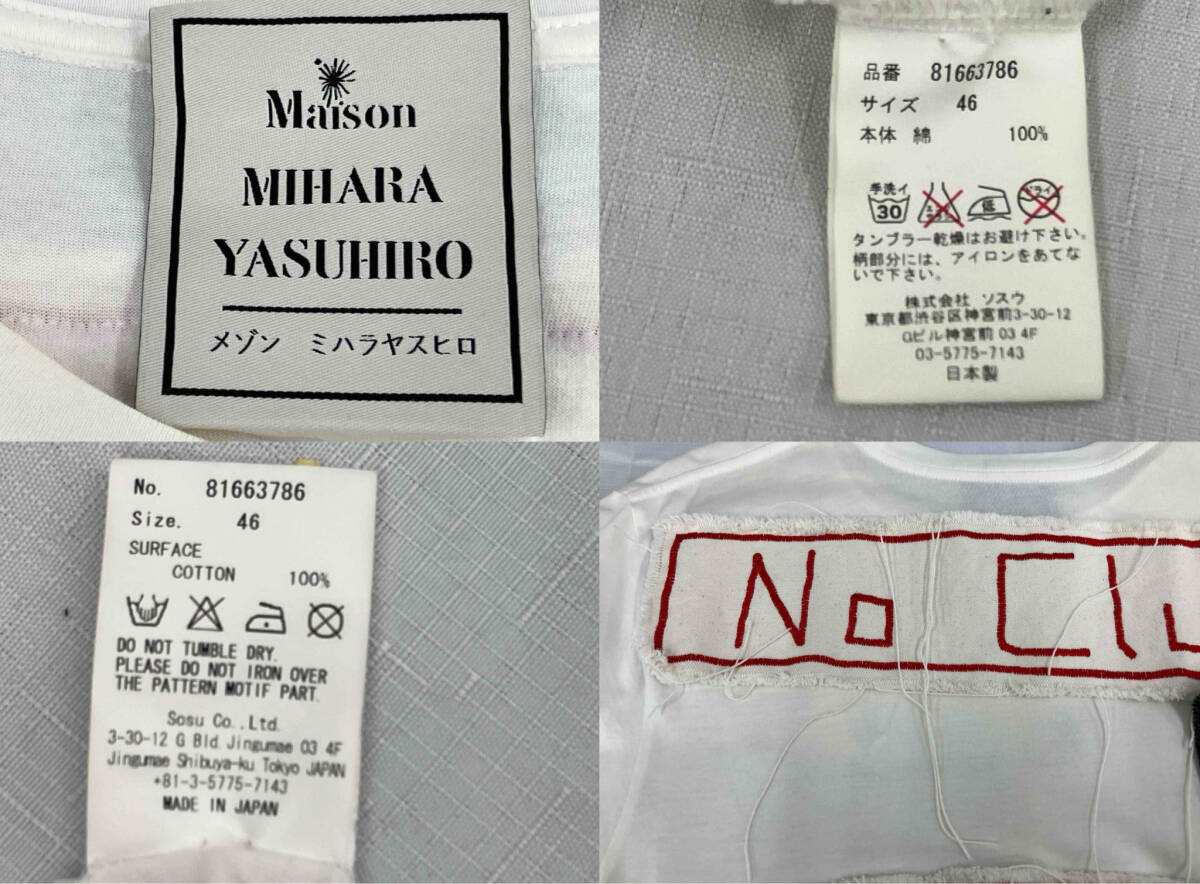 Maison
MIHARA
YASUHIRO
メゾン ミハラヤスヒロ
品番 81663786
サイズ 46
本体 綿 100%
手洗イ
30
低
ドライ
タンブラー乾燥はお避け下さい。
柄部分には、アイロンをあてな
いで下さい。
株式会社 ソスウ
東京都渋谷区神宮前3-30-12
Gビル神宮前 03 4F
03-5775-7143
日本製
No. 81663786
Size. 46
SURFACE
COTTON 100%
DO NOT TUMBLE DRY.
PLEASE DO NOT IRON OVER
THE PATTERN MOTIF PART.
Sosu Co.,Ltd.
3-30-12 G Bld. Jingumae 03 4F
Jingumae Shibuya-ku Tokyo JAPAN
+81-3-5775-7143
MADE IN JAPAN
No Cl